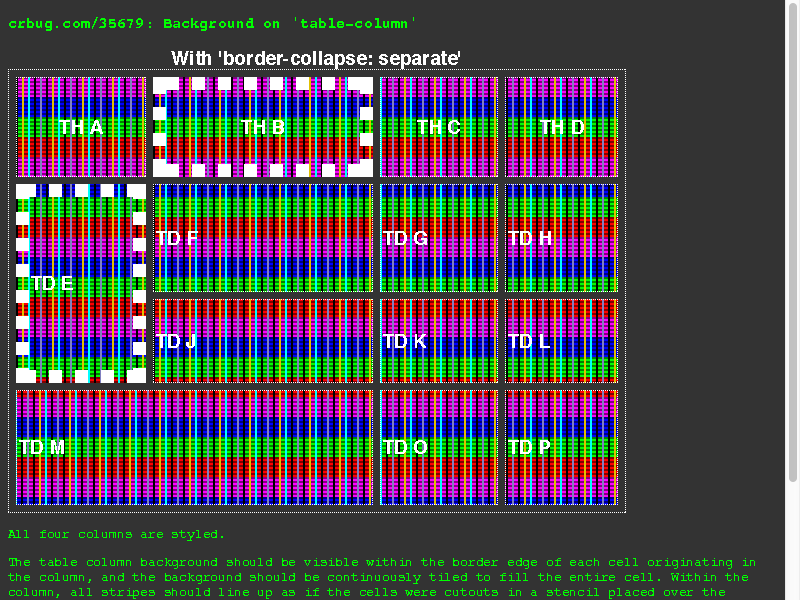 crbug.com/35679: Background on 'table-column'
With 'border-collapse: separate'
TH A TH B TH C TH D
TD E
TD F TD G TD H
TD J TD K TD L
TD M TD O TD P
All four columns are styled.
The table column background should be visible within the border edge of each cell originating in
the column, and the background should be continuously tiled to fill the entire cell. Within the
column, all stripes should line up as if the cells were cutouts in a stencil placed over the